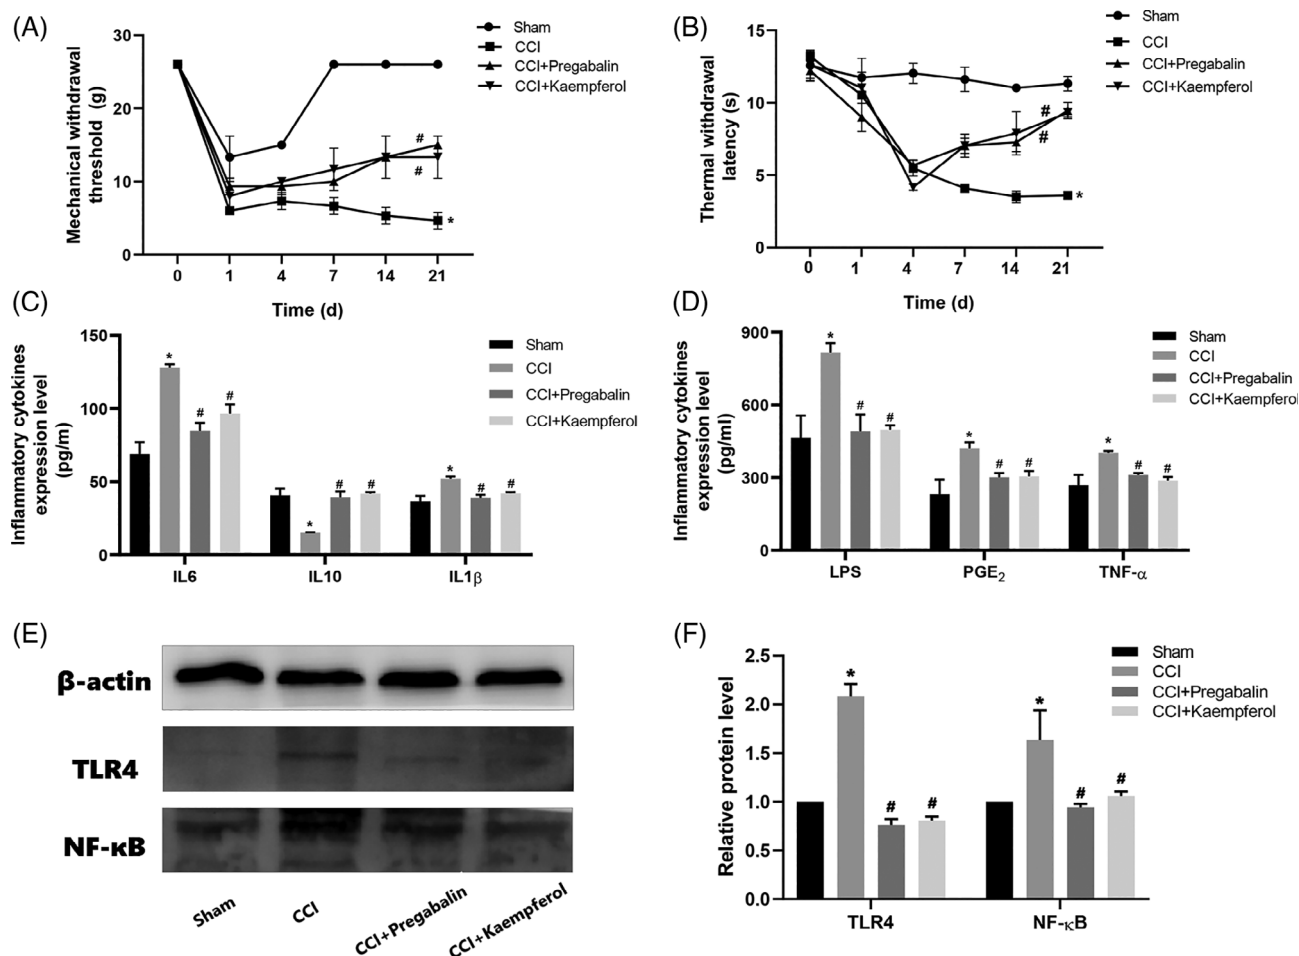 (A)
Sham
CCI
CCI+Pregabalin
CCI+Kaempferol
Mechanical withdrawal
threshold (g)
30
20
10
0
#
#
*
0 1 4 7 14 21
Time (d)
(B)
Sham
CCI
CCI+Pregabalin
CCI+Kaempferol
Thermal withdrawal
latency (s)
15
10
5
0
#
#
*
0 1 4 7 14 21
Time (d)
(C)
Sham
CCI
CCI+Pregabalin
CCI+Kaempferol
Inflammatory cytokines
expression level
(pg/m)
150
100
50
0
* # #
* # #
* # #
IL6 IL10 IL1β
(D)
Sham
CCI
CCI+Pregabalin
CCI+Kaempferol
Inflammatory cytokines
expression level
(pg/ml)
900
600
300
0
* # #
* # #
* # #
LPS PGE2 TNF-α
(E)
β-actin
TLR4
NF-κB
Sham CCI CCI+Pregabalin CCI+Kaempferol
(F)
Sham
CCI
CCI+Pregabalin
CCI+Kaempferol
Relative protein level
2.5
2.0
1.5
1.0
0.5
0.0
* # #
* # #
TLR4 NF-κB